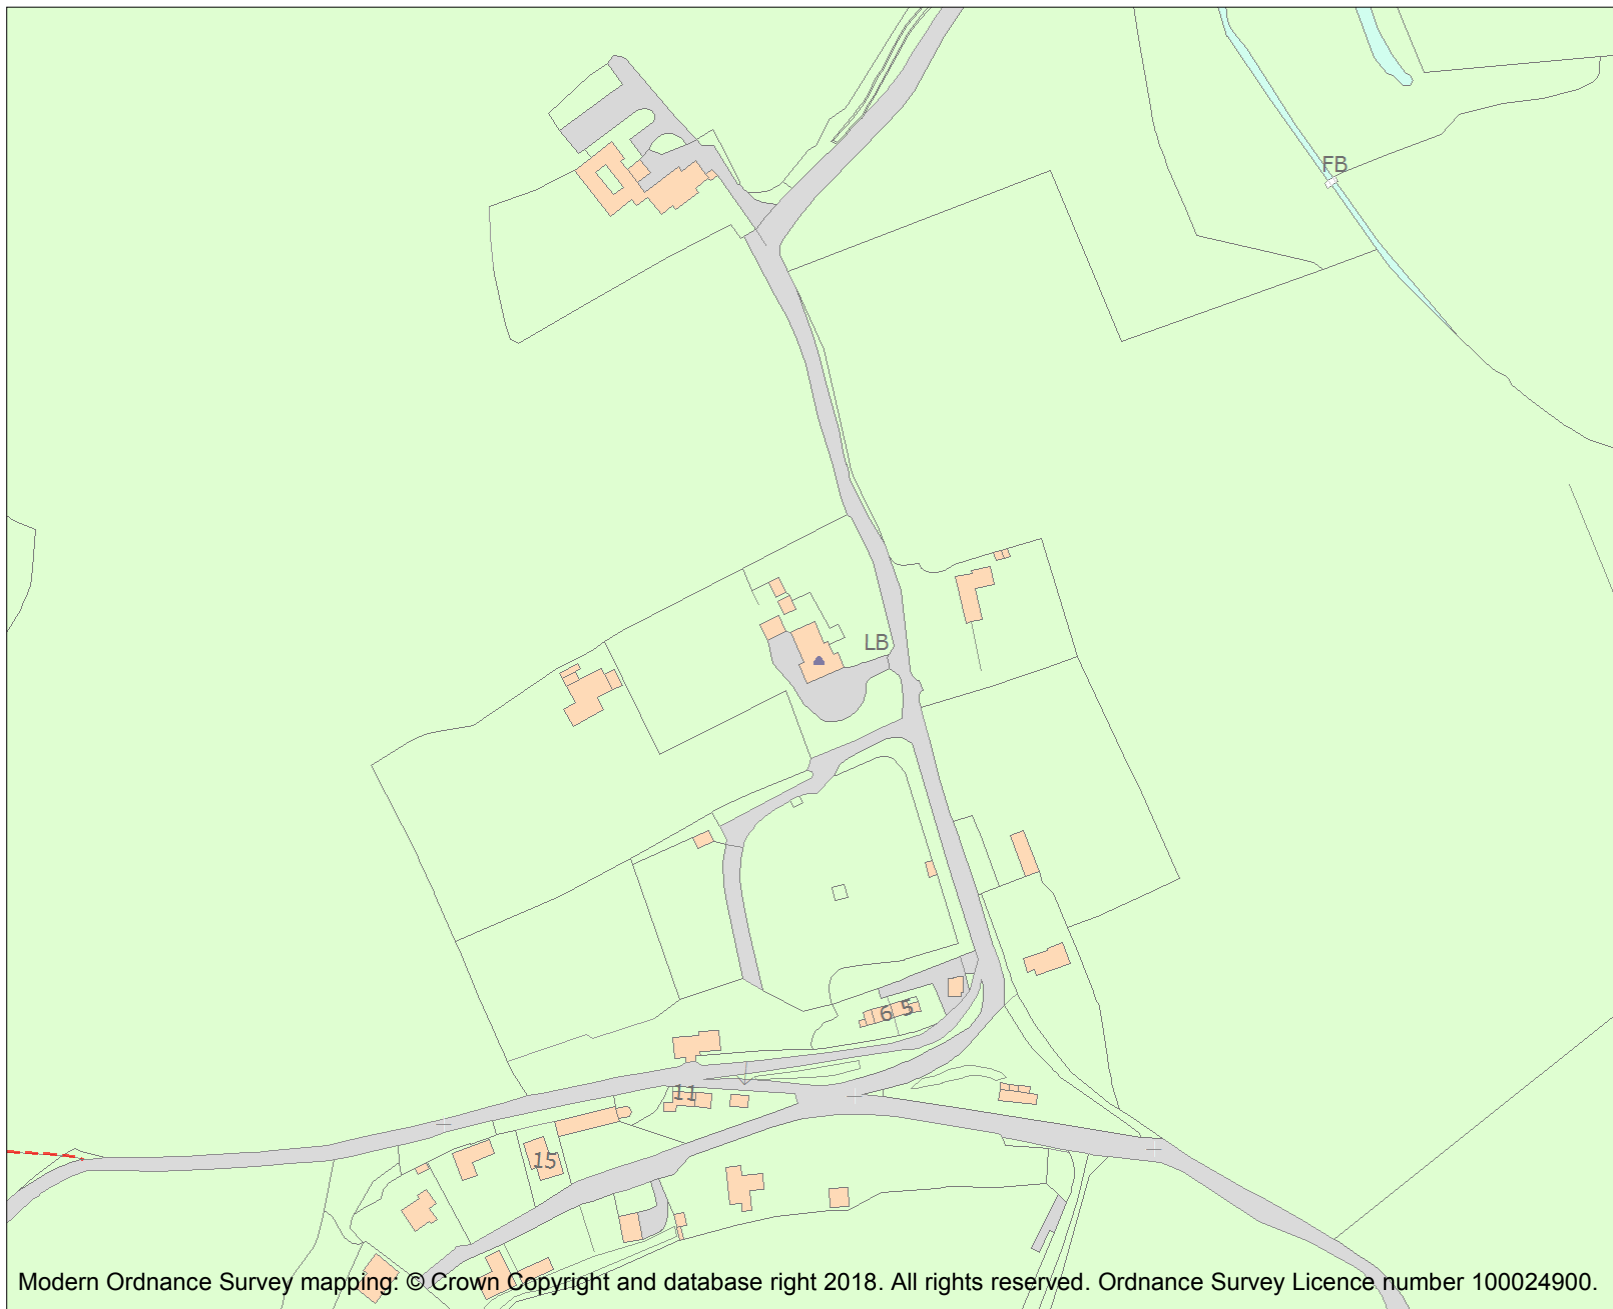 FB
LB
6 5
11
15
Modern Ordnance Survey mapping: © Crown Copyright and database right 2018. All rights reserved. Ordnance Survey Licence number 100024900.